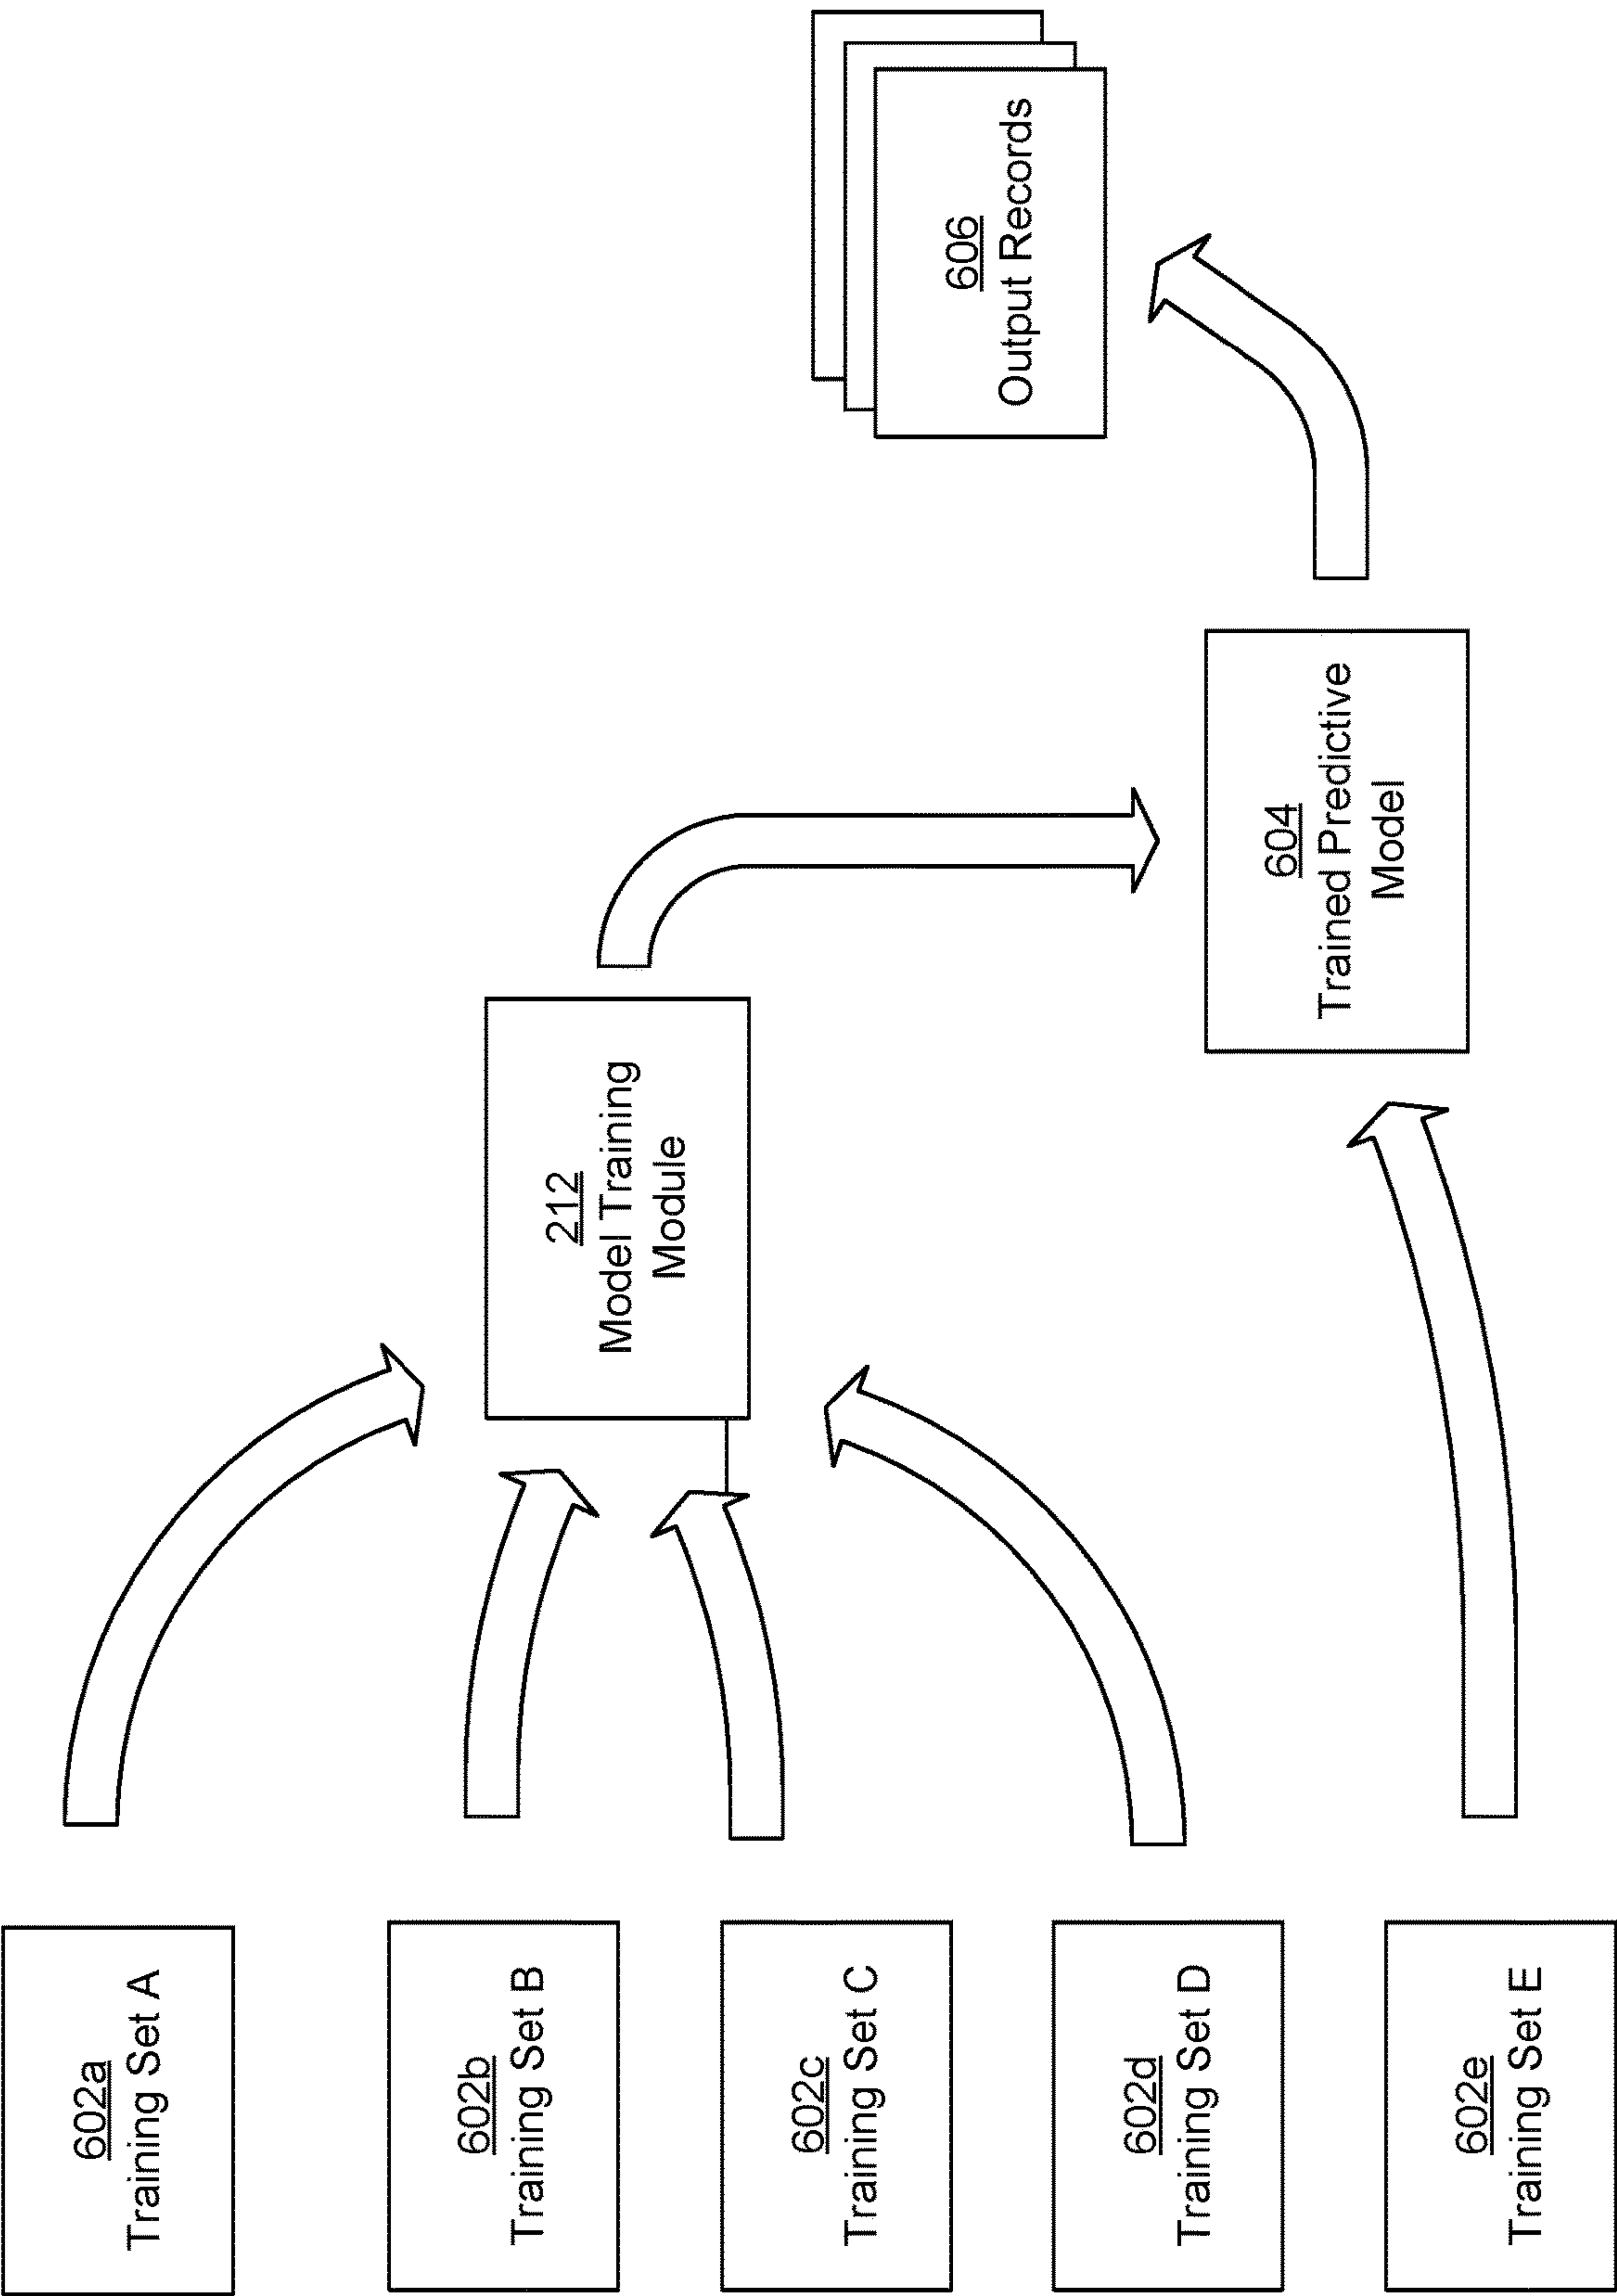 602a
Training Set A
602b
Training Set B
602c
Training Set C
602d
Training Set D
602e
Training Set E
212
Model Training
Module
604
Trained Predictive
Model
606
Output Records